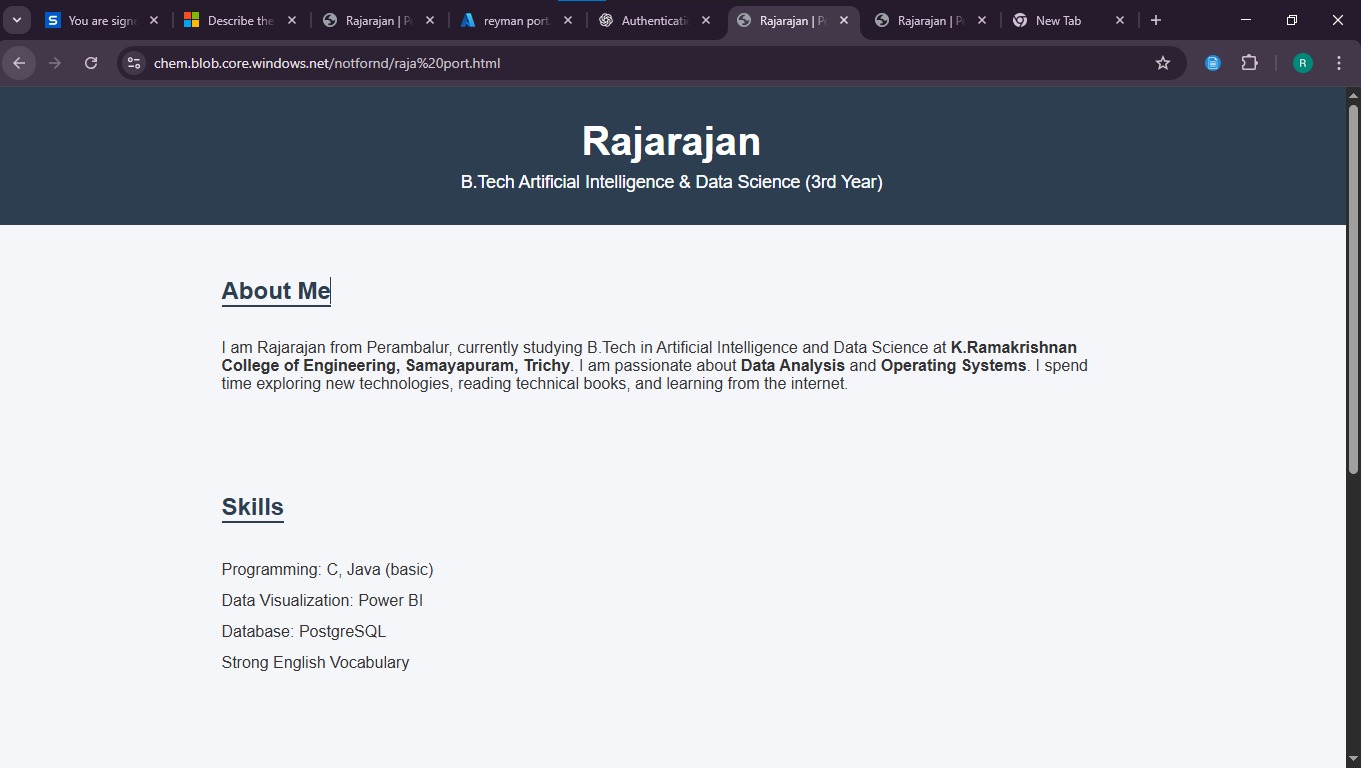 You are signe
Describe the
Rajarajan | Po
reyman port
Authenticati
Rajarajan | Po
Rajarajan | Po
New Tab
chem.blob.core.windows.net/notfornd/raja%20port.html
R
Rajarajan
B.Tech Artificial Intelligence & Data Science (3rd Year)
About Me
I am Rajarajan from Perambalur, currently studying B.Tech in Artificial Intelligence and Data Science at K.Ramakrishnan
College of Engineering, Samayapuram, Trichy. I am passionate about Data Analysis and Operating Systems. I spend
time exploring new technologies, reading technical books, and learning from the internet.
Skills
Programming: C, Java (basic)
Data Visualization: Power BI
Database: PostgreSQL
Strong English Vocabulary